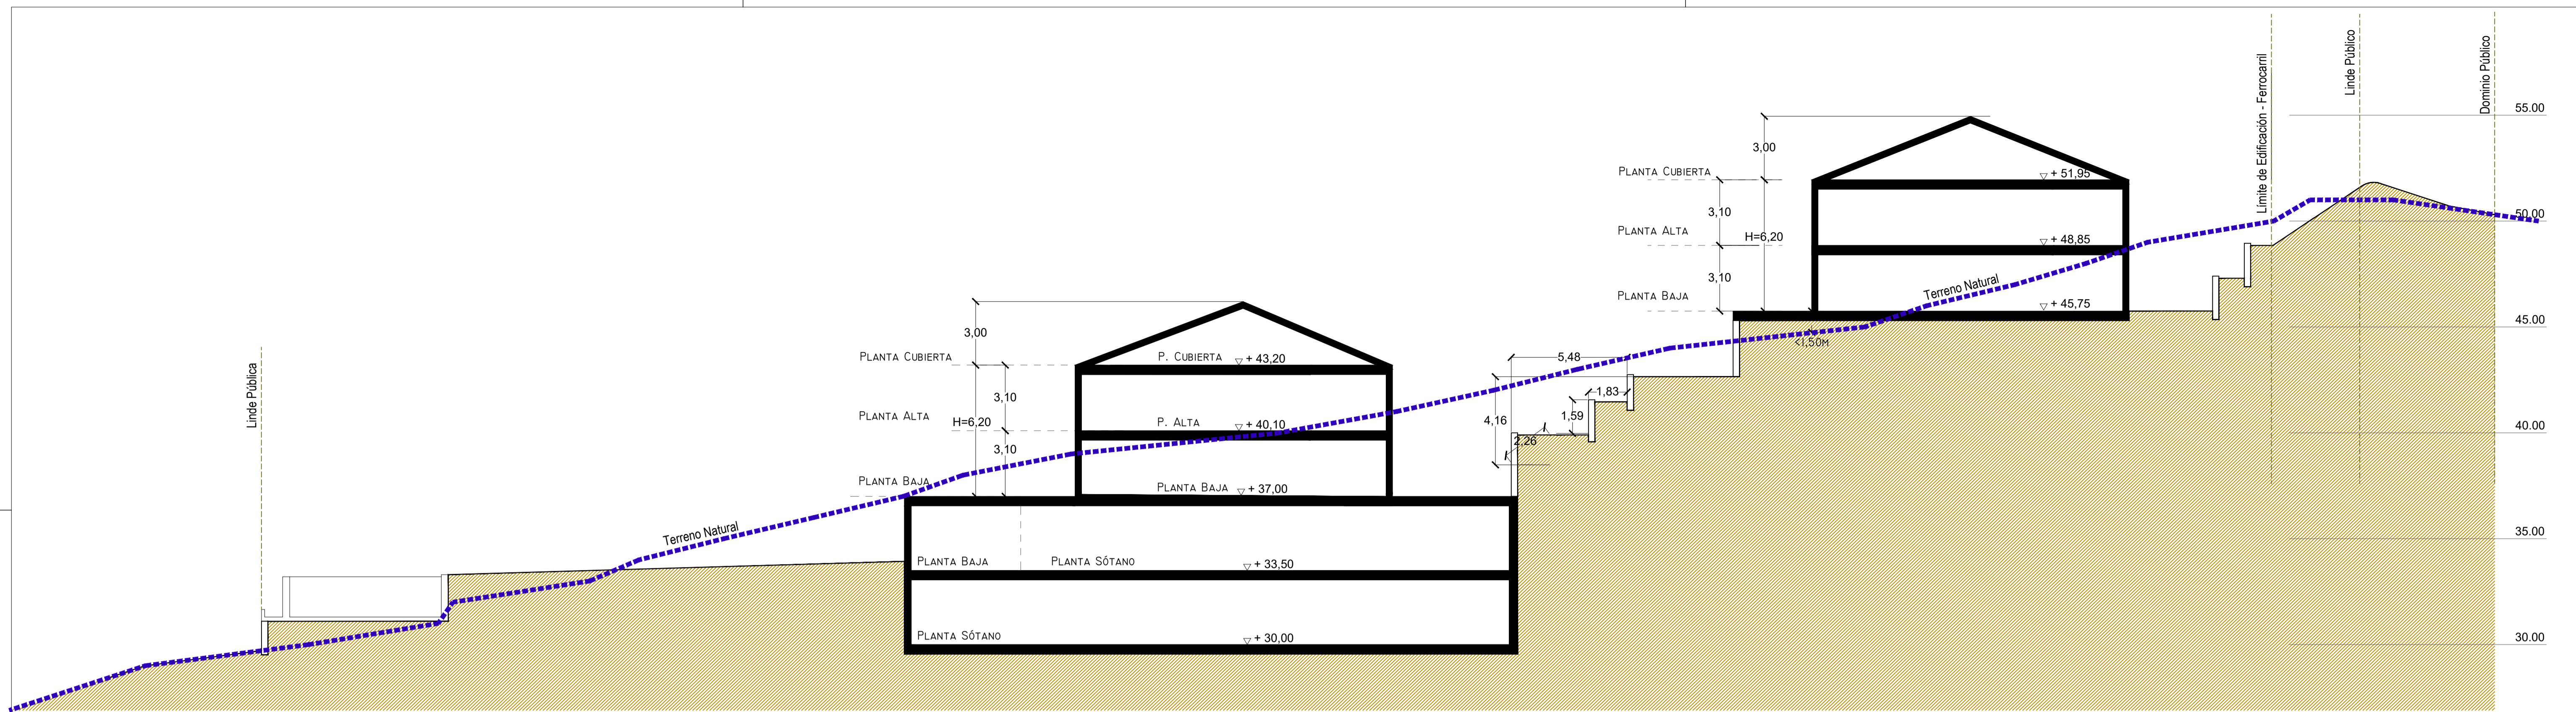 Linde Pública
Terreno Natural
PLANTA CUBIERTA
PLANTA ALTA
PLANTA BAJA
3,00
H=6,20
3,10
3,10
P. CUBIERTA
+ 43,20
P. ALTA
+ 40,10
PLANTA BAJA
+ 37,00
PLANTA BAJA
PLANTA SÓTANO
+ 33,50
PLANTA SÓTANO
+ 30,00
5,48
1,83
4,16
1,59
2,26
PLANTA CUBIERTA
PLANTA ALTA
PLANTA BAJA
3,00
3,10
H=6,20
3,10
+ 51,95
+ 48,85
+ 45,75
Terreno Natural
<1,50M
Límite de Edificación - Ferrocarril
Linde Público
Dominio Público
55.00
50.00
45.00
40.00
35.00
30.00